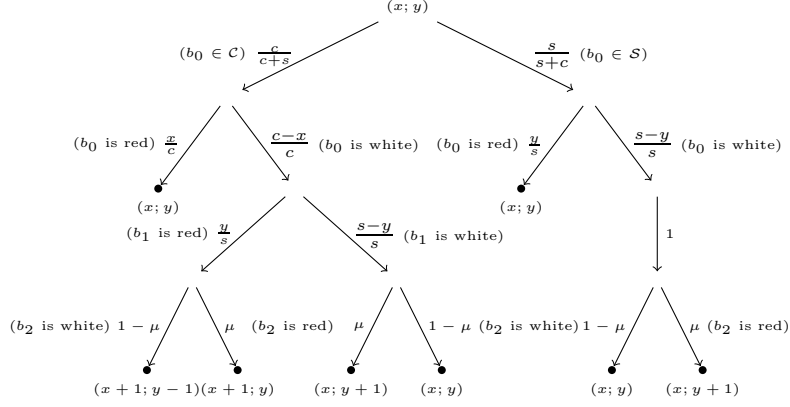 (x; y)
(b₀ ∈ 𝒞) c/(c+s) s/(s+c) (b₀ ∈ 𝒮)
(b₀ is red) x/c (c−x)/c (b₀ is white) (b₀ is red) y/s (s−y)/s (b₀ is white)
(x; y) (x; y)
(b₁ is red) y/s (s−y)/s (b₁ is white) 1
(b₂ is white) 1 − μ μ (b₂ is red) μ 1 − μ (b₂ is white) 1 − μ μ (b₂ is red)
(x + 1; y − 1) (x + 1; y) (x; y + 1) (x; y) (x; y) (x; y + 1)